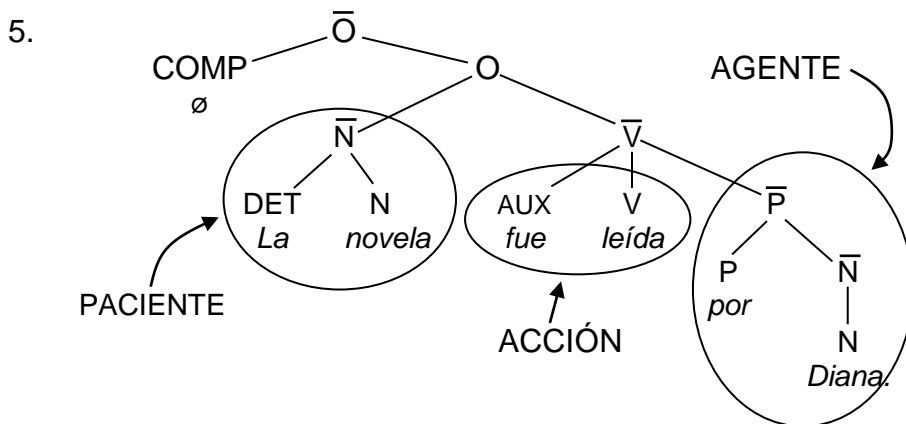 5.
O̅
COMP O AGENTE
ø
N̅ V̅
DET N AUX V P̅
La novela fue leída
P N̅
PACIENTE por
ACCIÓN N
Diana.